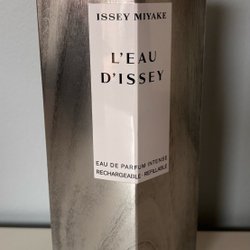 ISSEY MIYAKE
L'EAU
D'ISSEY
EAU DE PARFUM INTENSE
RECHARGEABLE·REFILLABLE